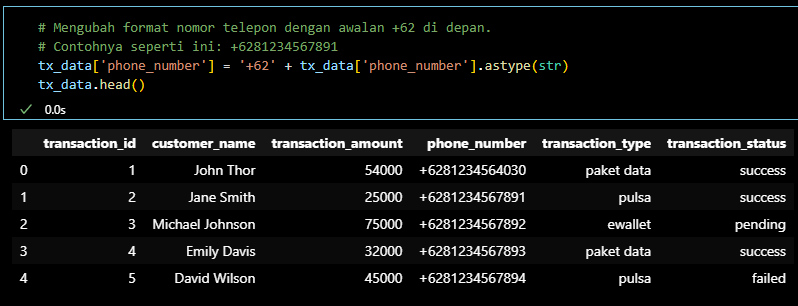 # Mengubah format nomor telepon dengan awalan +62 di depan.
# Contohnya seperti ini: +6281234567891
tx_data['phone_number'] = '+62' + tx_data['phone_number'].astype(str)
tx_data.head()
0.0s
transaction_id customer_name transaction_amount phone_number transaction_type transaction_status
0 1 John Thor 54000 +6281234564030 paket data success
1 2 Jane Smith 25000 +6281234567891 pulsa success
2 3 Michael Johnson 75000 +6281234567892 ewallet pending
3 4 Emily Davis 32000 +6281234567893 paket data success
4 5 David Wilson 45000 +6281234567894 pulsa failed